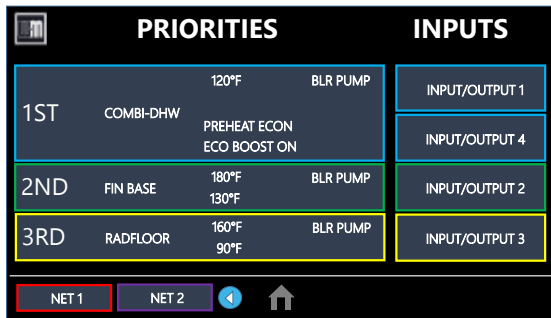 PRIORITIES INPUTS
1ST COMBI-DHW 120°F BLR PUMP
PREHEAT ECON
ECO BOOST ON
INPUT/OUTPUT 1
INPUT/OUTPUT 4
2ND FIN BASE 180°F BLR PUMP
130°F
INPUT/OUTPUT 2
3RD RADFLOOR 160°F BLR PUMP
90°F
INPUT/OUTPUT 3
NET 1 NET 2